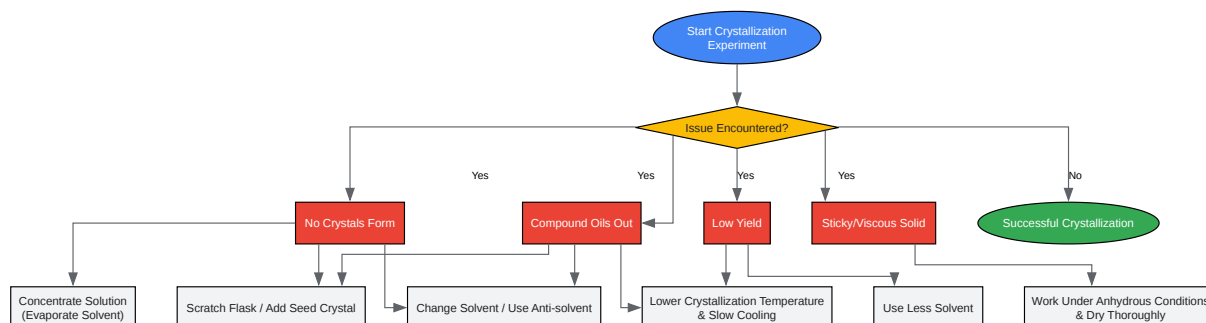 Start Crystallization
Experiment
Issue Encountered?
Yes
Yes
Yes
Yes
No
No Crystals Form
Compound Oils Out
Low Yield
Sticky/Viscous Solid
Successful Crystallization
Concentrate Solution
(Evaporate Solvent)
Scratch Flask / Add Seed Crystal
Change Solvent / Use Anti-solvent
Lower Crystallization Temperature
& Slow Cooling
Use Less Solvent
Work Under Anhydrous Conditions
& Dry Thoroughly